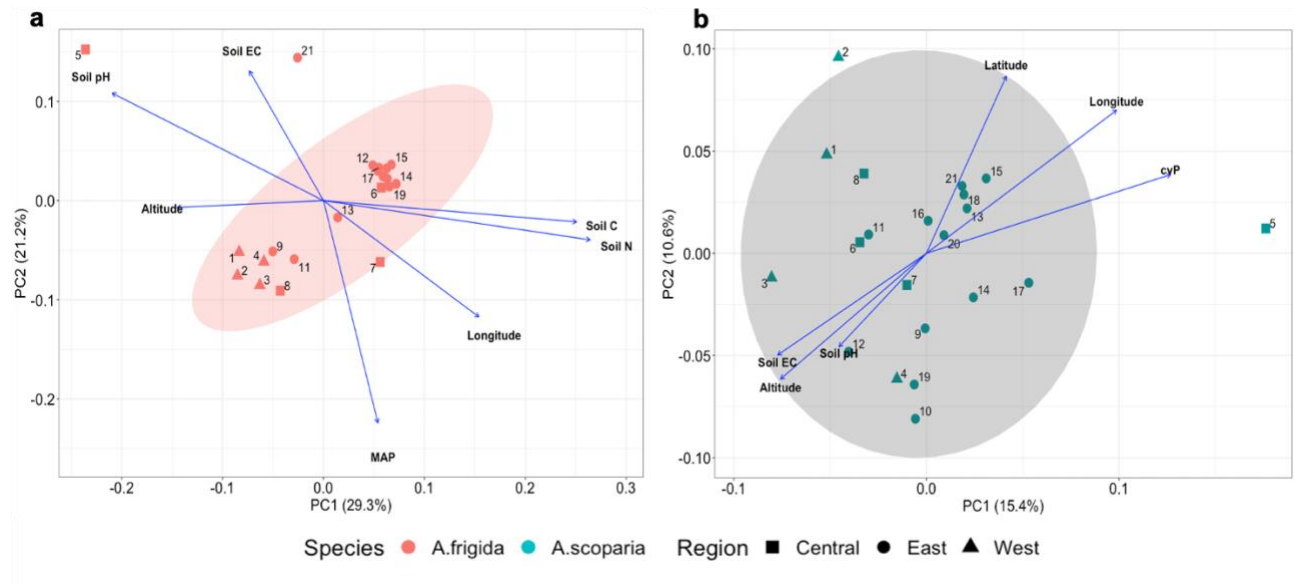 a
b
Soil EC
21
5
Soil pH
12
15
17
14
6
19
13
Altitude
Soil C
Soil N
9
1
4
11
2
3
8
7
Longitude
MAP
0.1
0.0
-0.1
-0.2
-0.2
-0.1
0.0
0.1
0.2
0.3
PC2 (21.2%)
PC1 (29.3%)
2
Latitude
Longitude
cyP
1
8
21
15
18
13
16
11
6
20
5
3
7
14
17
9
12
Soil pH
Soil EC
Altitude
4
19
10
0.10
0.05
0.00
-0.05
-0.10
-0.1
0.0
0.1
PC2 (10.6%)
PC1 (15.4%)
Species A.frigida A.scoparia Region Central East West